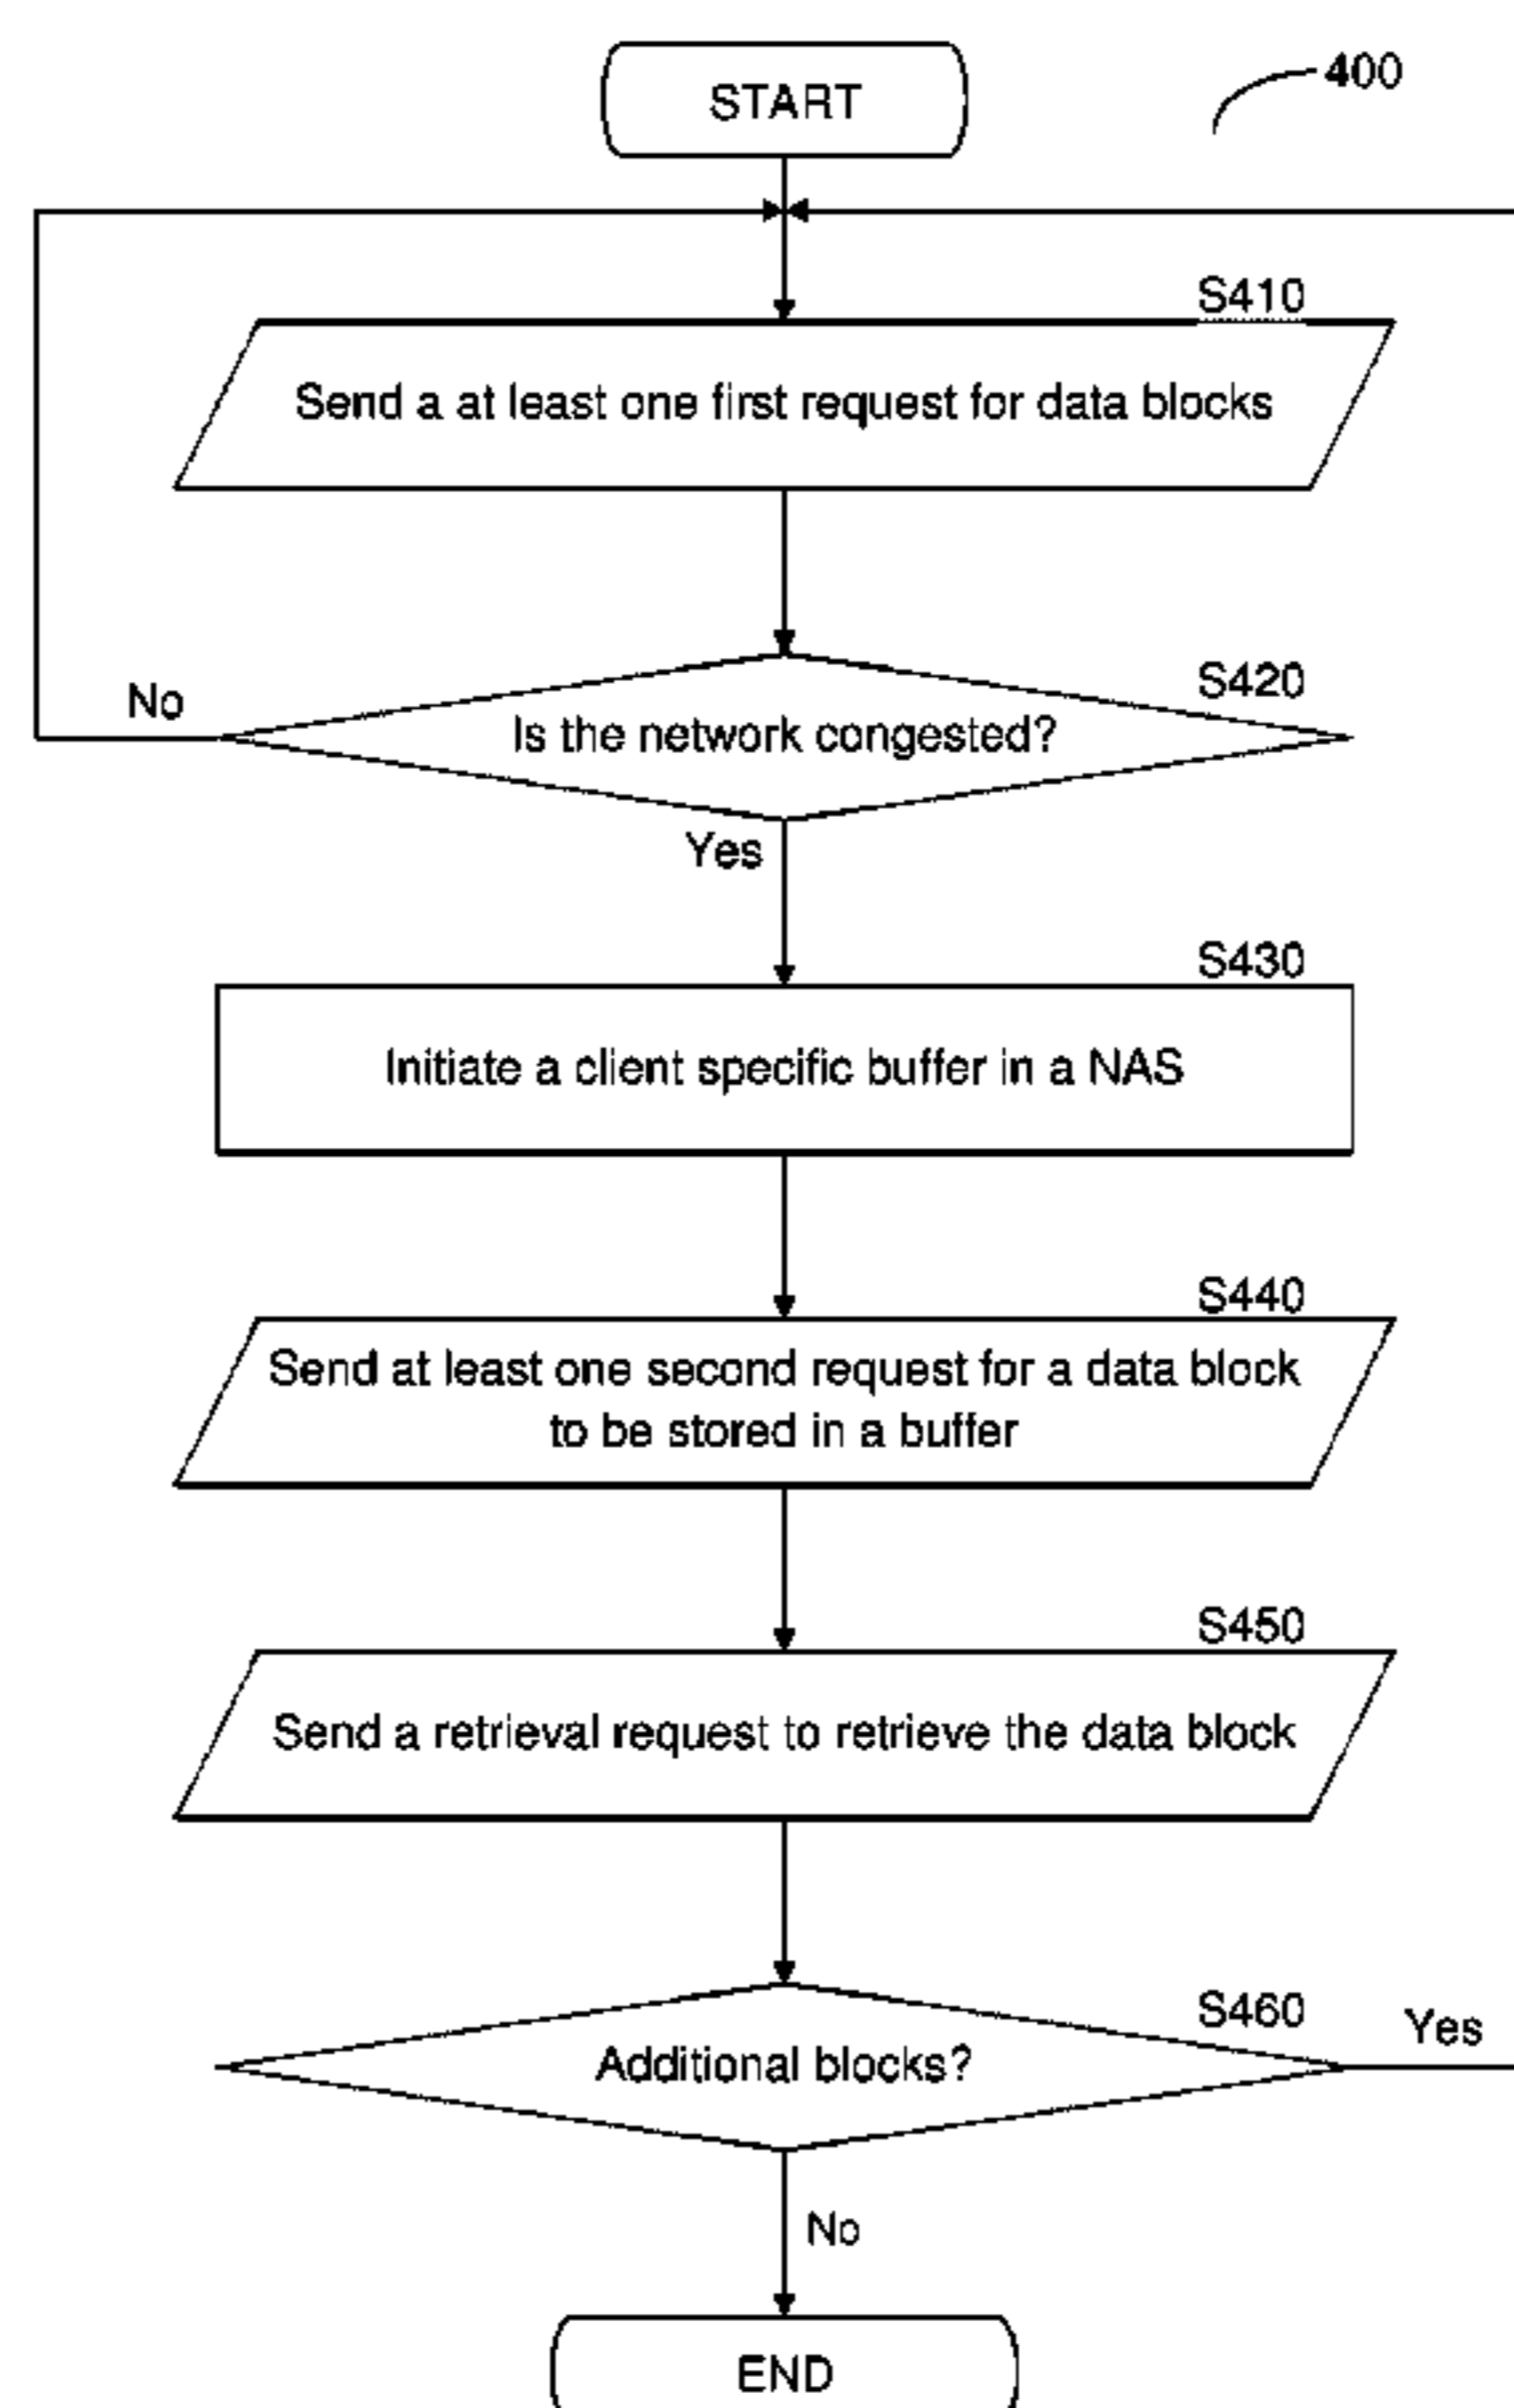 START
400
S410
Send a at least one first request for data blocks
S420
No
Is the network congested?
Yes
S430
Initiate a client specific buffer in a NAS
S440
Send at least one second request for a data block
to be stored in a buffer
S450
Send a retrieval request to retrieve the data block
S460
Yes
Additional blocks?
No
END